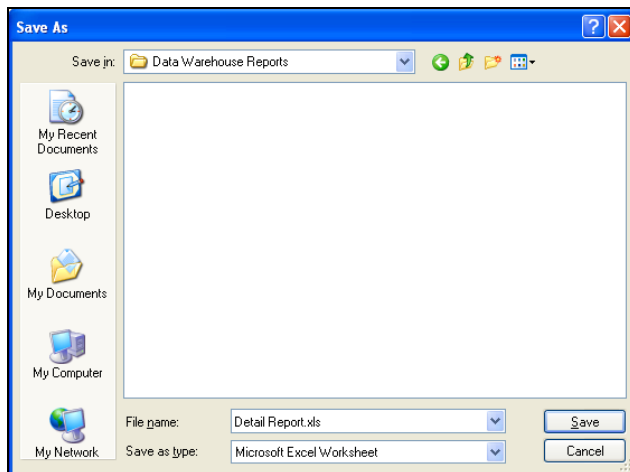 Save As
Save in: Data Warehouse Reports
My Recent
Documents
Desktop
My Documents
My Computer
My Network
File name: Detail Report.xls Save
Save as type: Microsoft Excel Worksheet Cancel